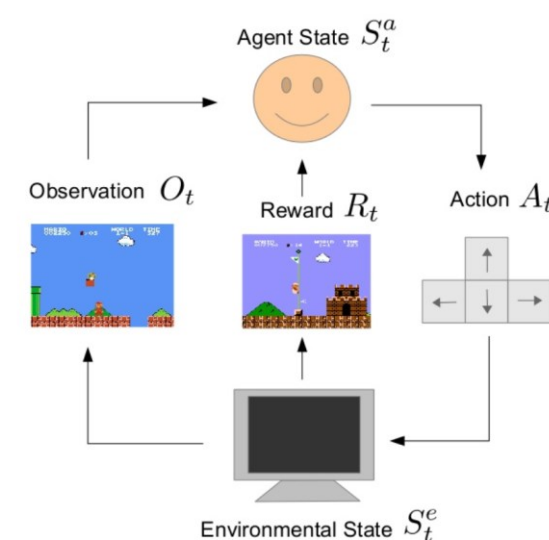 Agent State $S_t^a$
Observation $O_t$
Reward $R_t$
Action $A_t$
Environmental State $S_t^e$